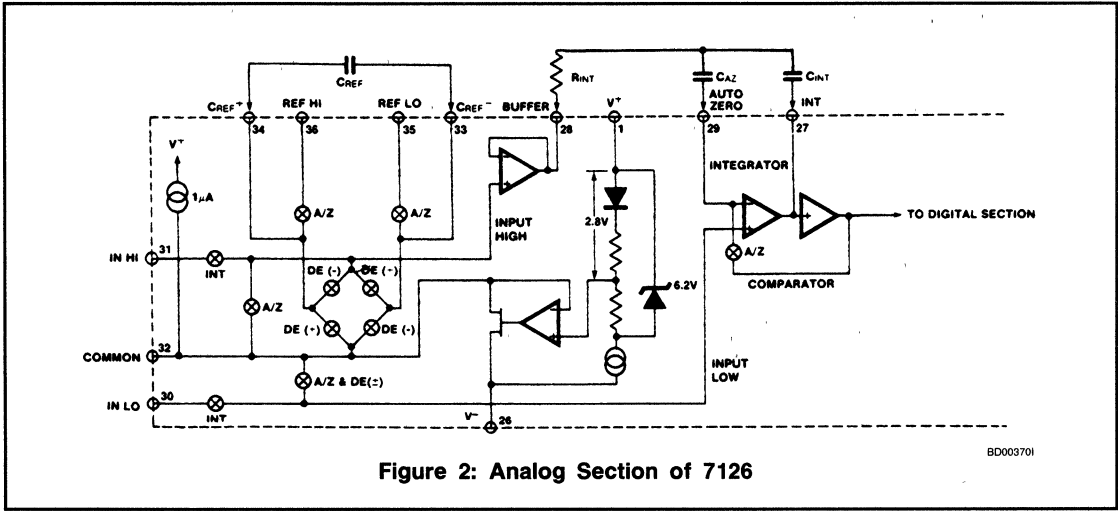 CREF
RINT
CAZ
CINT
CREF+ REF HI REF LO CREF- BUFFER V+ AUTO ZERO INT
34 36 35 33 28 1 29 27
V+
1µA
A/Z A/Z
INPUT HIGH
2.8V
6.2V
INTEGRATOR
TO DIGITAL SECTION
A/Z
COMPARATOR
IN HI 31
INT
DE (-) DE (+)
A/Z
DE (+) DE (-)
COMMON 32
A/Z & DE(±)
INPUT LOW
IN LO 30
INT
V- 26
BD00370I
Figure 2: Analog Section of 7126